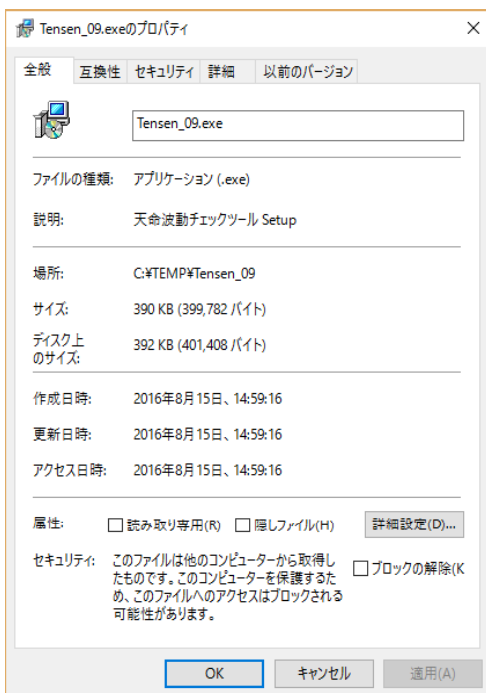 Tensen_09.exeのプロパティ
全般 互換性 セキュリティ 詳細 以前のバージョン
Tensen_09.exe
ファイルの種類: アプリケーション (.exe)
説明: 天命波動チェックツール Setup
場所: C:¥TEMP¥Tensen_09
サイズ: 390 KB (399,782 バイト)
ディスク上
のサイズ: 392 KB (401,408 バイト)
作成日時: 2016年8月15日、14:59:16
更新日時: 2016年8月15日、14:59:16
アクセス日時: 2016年8月15日、14:59:16
属性: 読み取り専用(R) 隠しファイル(H) 詳細設定(D)...
セキュリティ: このファイルは他のコンピューターから取得し
たものです。このコンピューターを保護するた
め、このファイルへのアクセスはブロックされる
可能性があります。
ブロックの解除(K
OK キャンセル 適用(A)